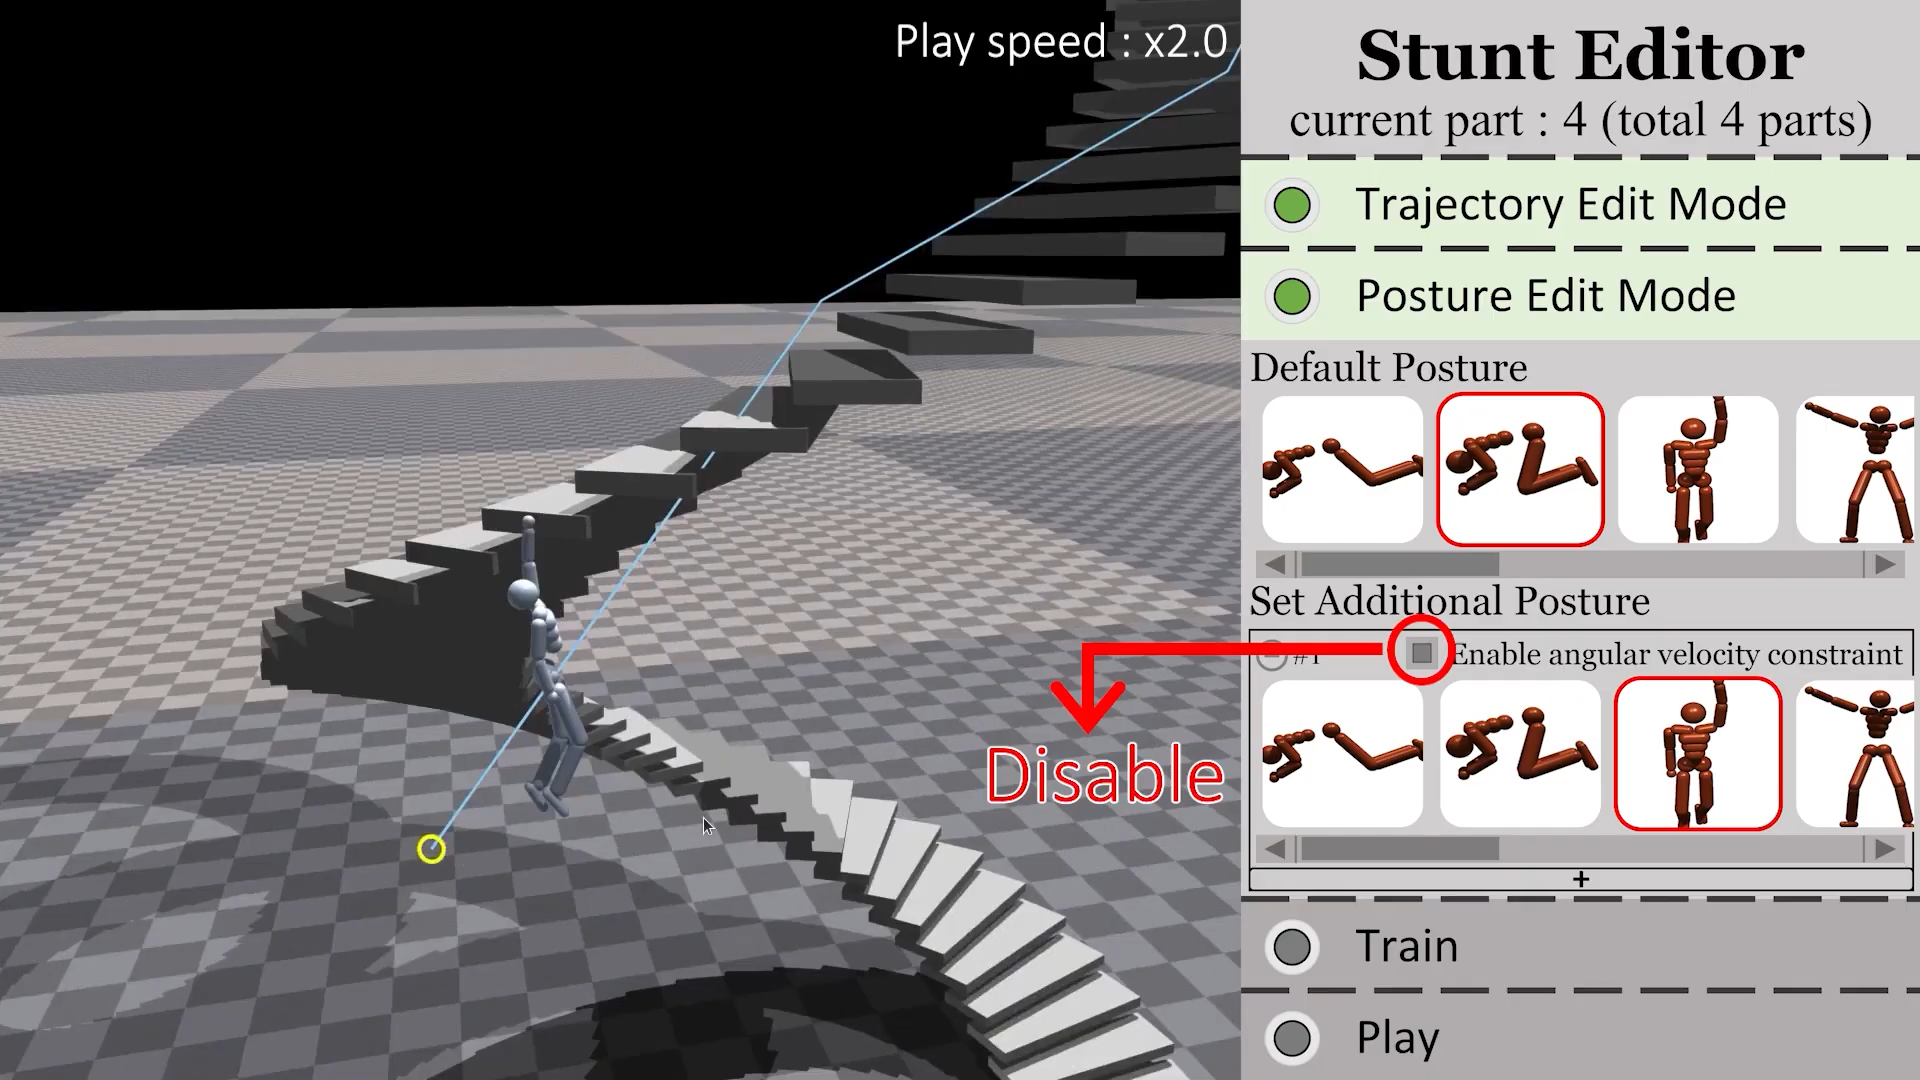 Play speed : x2.0
Stunt Editor
current part : 4 (total 4 parts)
Trajectory Edit Mode
Posture Edit Mode
Default Posture
Set Additional Posture
#1
Enable angular velocity constraint
Disable
+
Train
Play